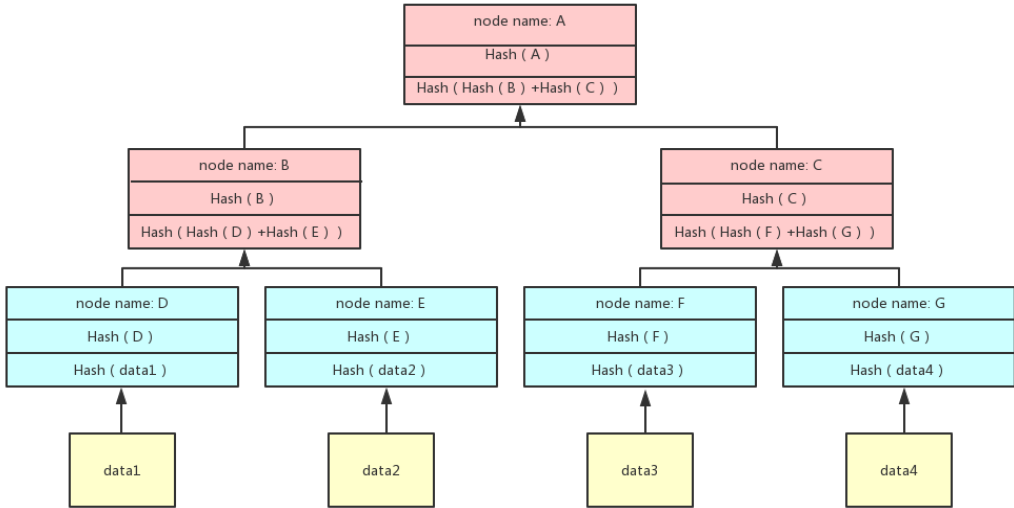 node name: A
Hash ( A )
Hash ( Hash ( B ) +Hash ( C ) )
node name: B
Hash ( B )
Hash ( Hash ( D ) +Hash ( E ) )
node name: C
Hash ( C )
Hash ( Hash ( F ) +Hash ( G ) )
node name: D
Hash ( D )
Hash ( data1 )
node name: E
Hash ( E )
Hash ( data2 )
node name: F
Hash ( F )
Hash ( data3 )
node name: G
Hash ( G )
Hash ( data4 )
data1
data2
data3
data4